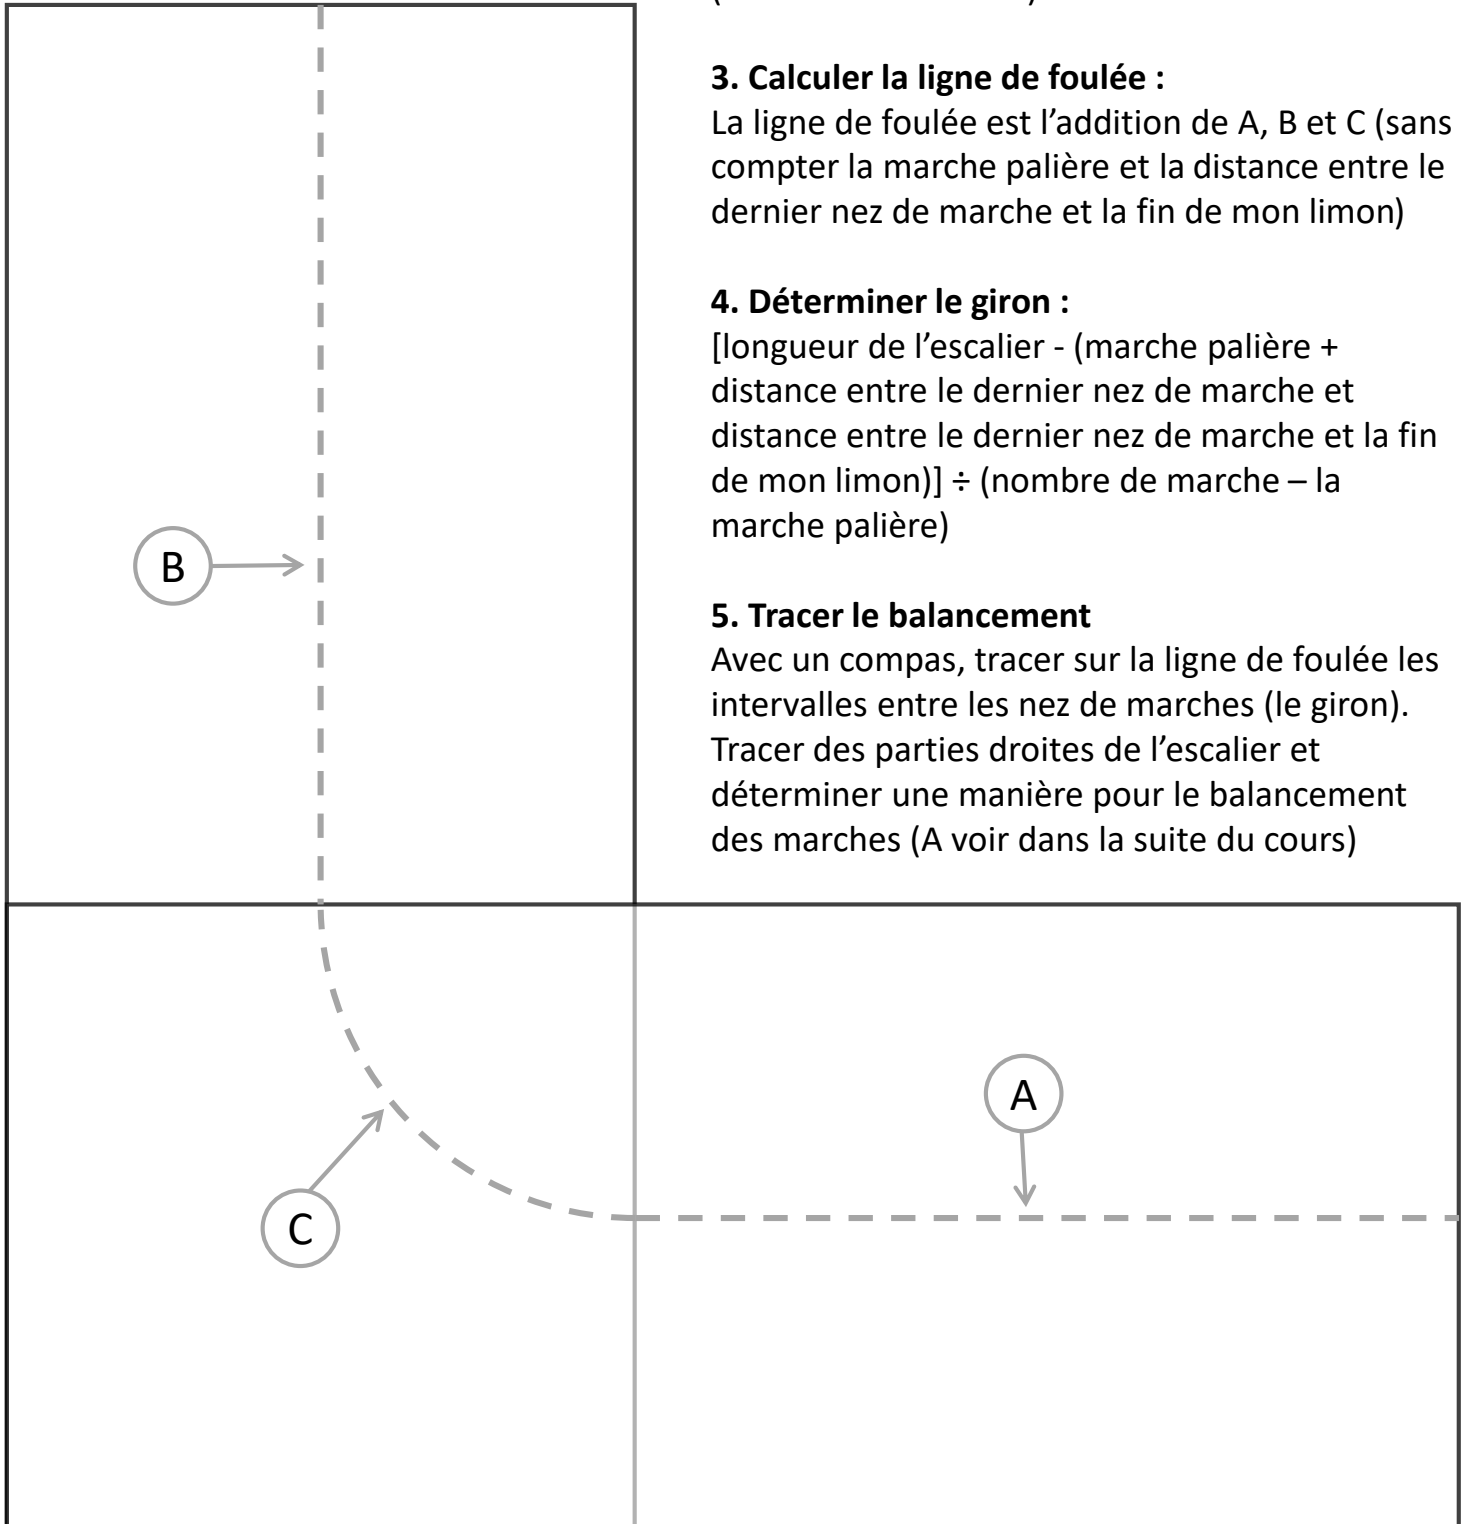 3. Calculer la ligne de foulée :
La ligne de foulée est l’addition de A, B et C (sans
compter la marche palière et la distance entre le
dernier nez de marche et la fin de mon limon)
4. Déterminer le giron :
[longueur de l’escalier - (marche palière +
distance entre le dernier nez de marche et
distance entre le dernier nez de marche et la fin
de mon limon)] ÷ (nombre de marche – la
marche palière)
5. Tracer le balancement
Avec un compas, tracer sur la ligne de foulée les
intervalles entre les nez de marches (le giron).
Tracer des parties droites de l’escalier et
déterminer une manière pour le balancement
des marches (A voir dans la suite du cours)
B
A
C